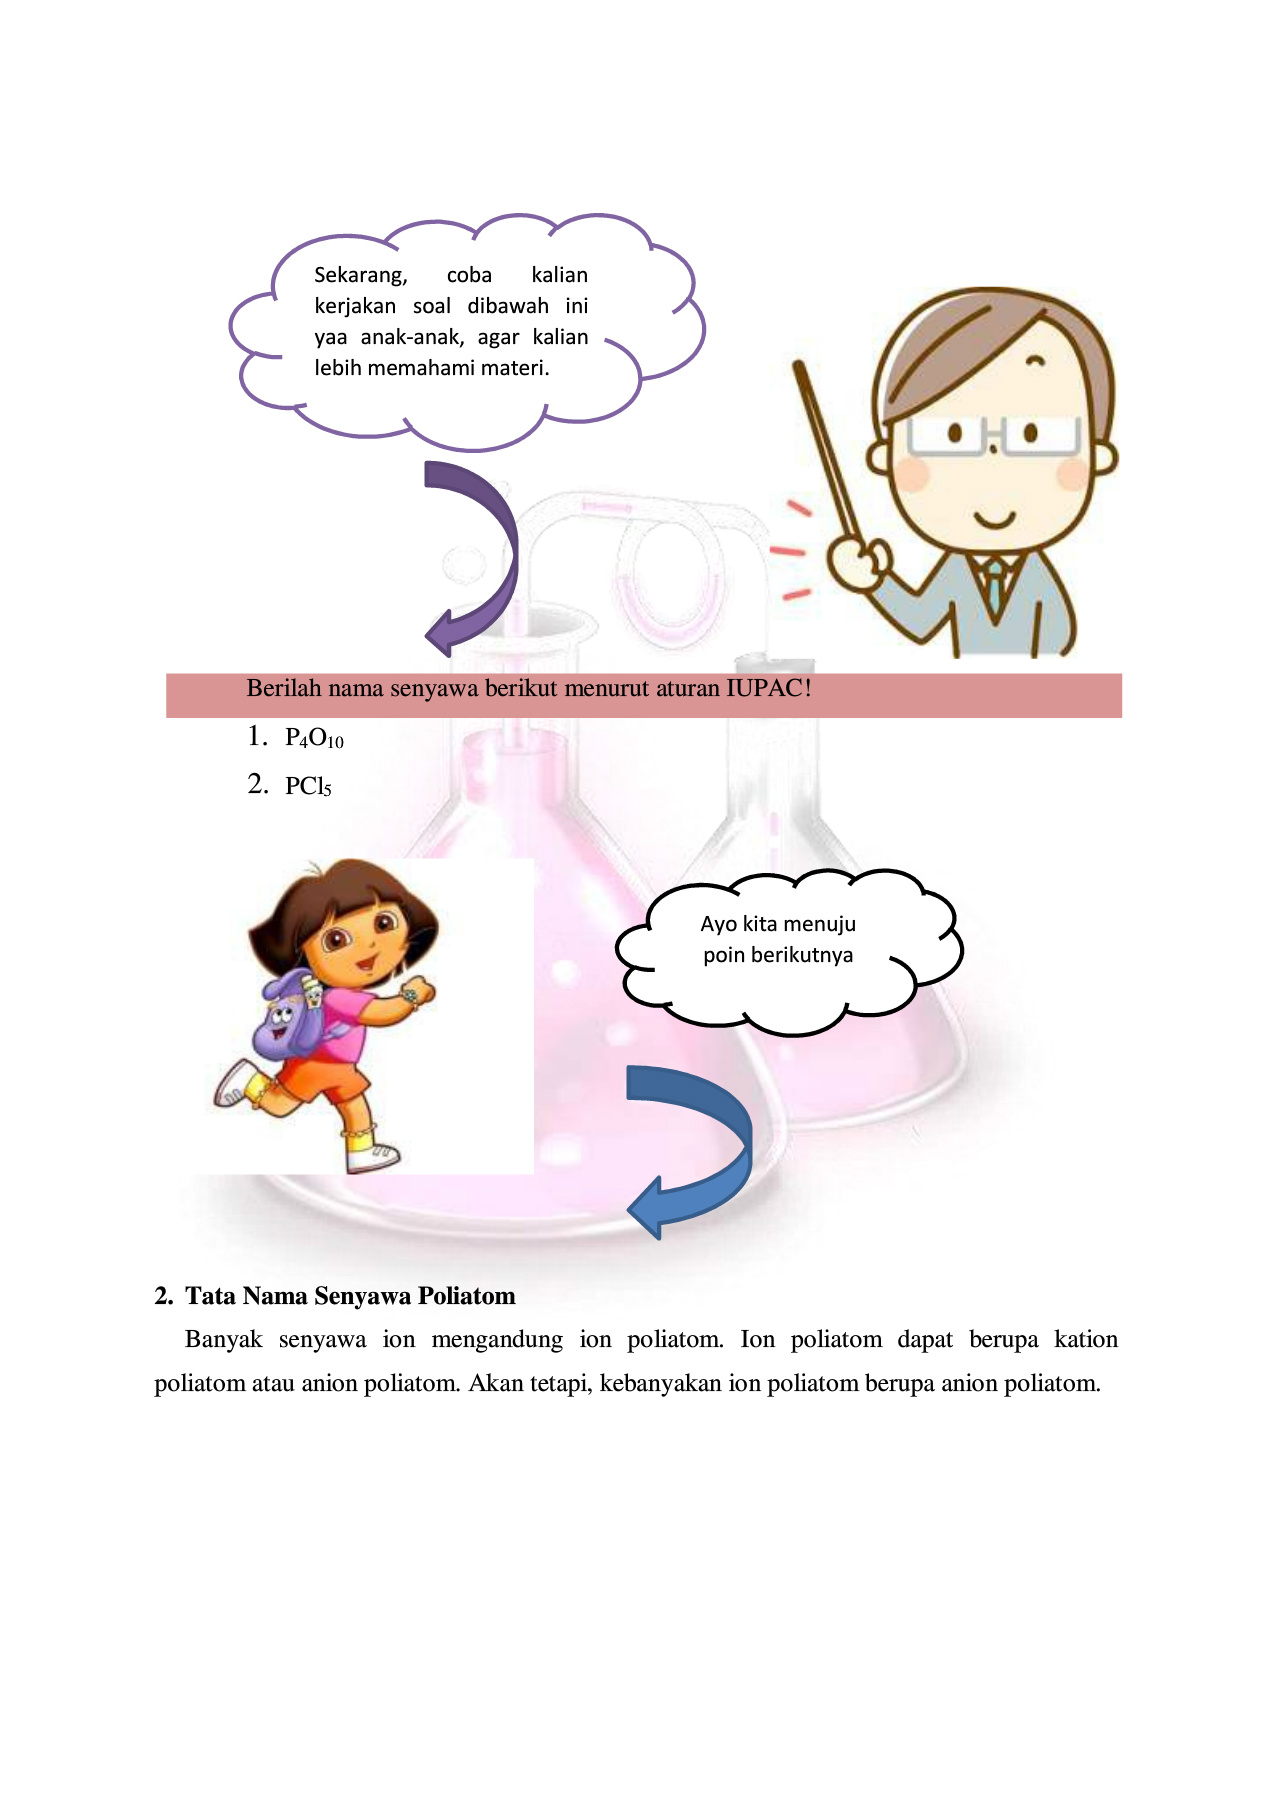 Sekarang, coba kalian
kerjakan soal dibawah ini
yaa anak-anak, agar kalian
lebih memahami materi.
Berilah nama senyawa berikut menurut aturan IUPAC!
1. P₄O₁₀
2. PCl₅
Ayo kita menuju
poin berikutnya
2. Tata Nama Senyawa Poliatom
Banyak senyawa ion mengandung ion poliatom. Ion poliatom dapat berupa kation
poliatom atau anion poliatom. Akan tetapi, kebanyakan ion poliatom berupa anion poliatom.